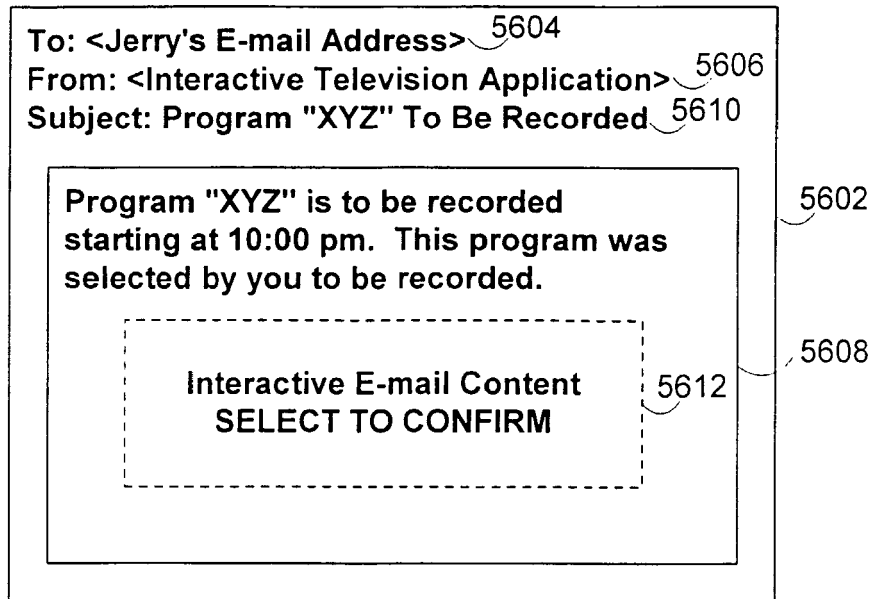 To: <Jerry's E-mail Address> 5604
From: <Interactive Television Application> 5606
Subject: Program "XYZ" To Be Recorded 5610
5602
Program "XYZ" is to be recorded
starting at 10:00 pm. This program was
selected by you to be recorded.
5608
Interactive E-mail Content 5612
SELECT TO CONFIRM